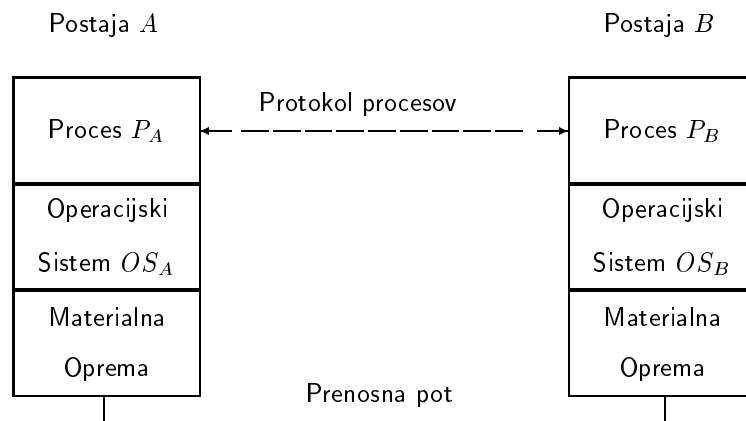 Postaja A
Postaja B
Protokol procesov
Proces P_A
Proces P_B
Operacijski
Sistem OS_A
Operacijski
Sistem OS_B
Materialna
Oprema
Materialna
Oprema
Prenosna pot